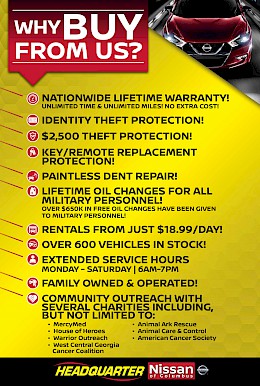 WHY BUY
FROM US?
NATIONWIDE LIFETIME WARRANTY!
UNLIMITED TIME & UNLIMITED MILES! NO EXTRA COST!
IDENTITY THEFT PROTECTION!
$2,500 THEFT PROTECTION!
KEY/REMOTE REPLACEMENT
PROTECTION!
PAINTLESS DENT REPAIR!
LIFETIME OIL CHANGES FOR ALL
MILITARY PERSONNEL!
OVER $650K IN FREE OIL CHANGES HAVE BEEN GIVEN
TO MILITARY PERSONNEL!
RENTALS FROM JUST $18.99/DAY!
OVER 600 VEHICLES IN STOCK!
EXTENDED SERVICE HOURS
MONDAY – SATURDAY | 6AM–7PM
FAMILY OWNED & OPERATED!
COMMUNITY OUTREACH WITH
SEVERAL CHARITIES INCLUDING,
BUT NOT LIMITED TO:
• MercyMed
• House of Heroes
• Warrior Outreach
• West Central Georgia
Cancer Coalition
• Animal Ark Rescue
• Animal Care & Control
• American Cancer Society
HEADQUARTER Nissan
of Columbus